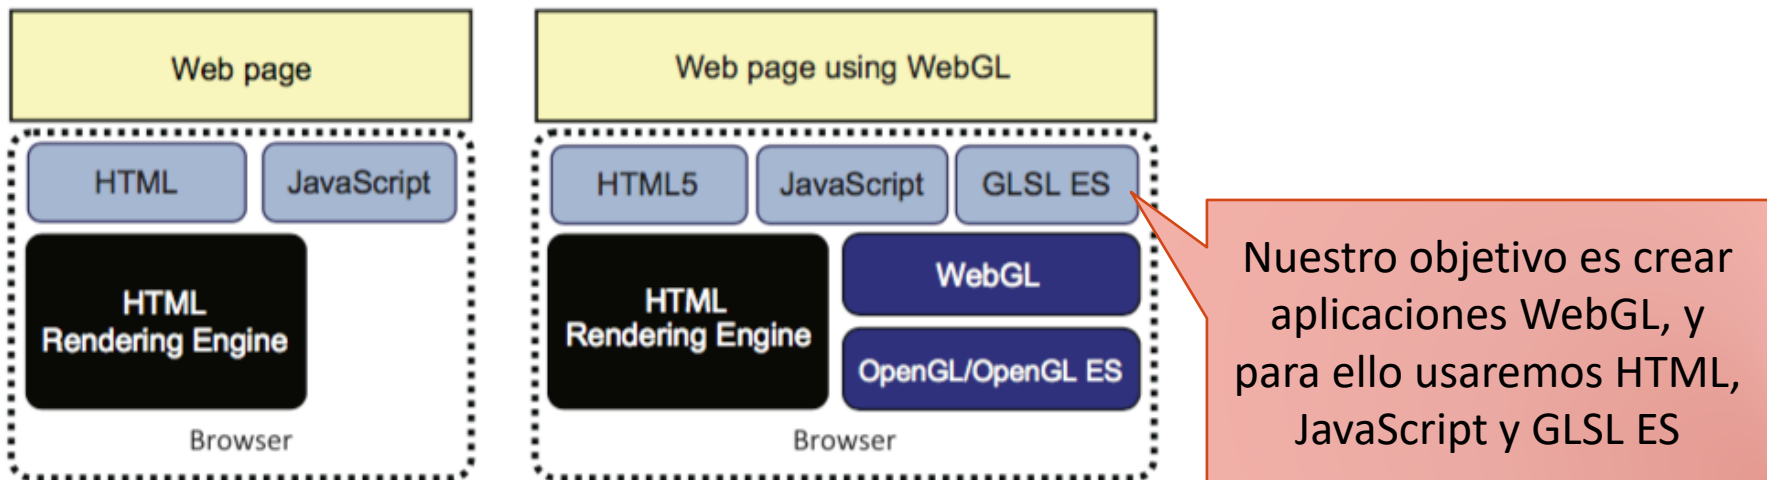 Web page
HTML
JavaScript
HTML
Rendering Engine
Browser
Web page using WebGL
HTML5
JavaScript
GLSL ES
HTML
Rendering Engine
WebGL
OpenGL/OpenGL ES
Browser
Nuestro objetivo es crear
aplicaciones WebGL, y
para ello usaremos HTML,
JavaScript y GLSL ES